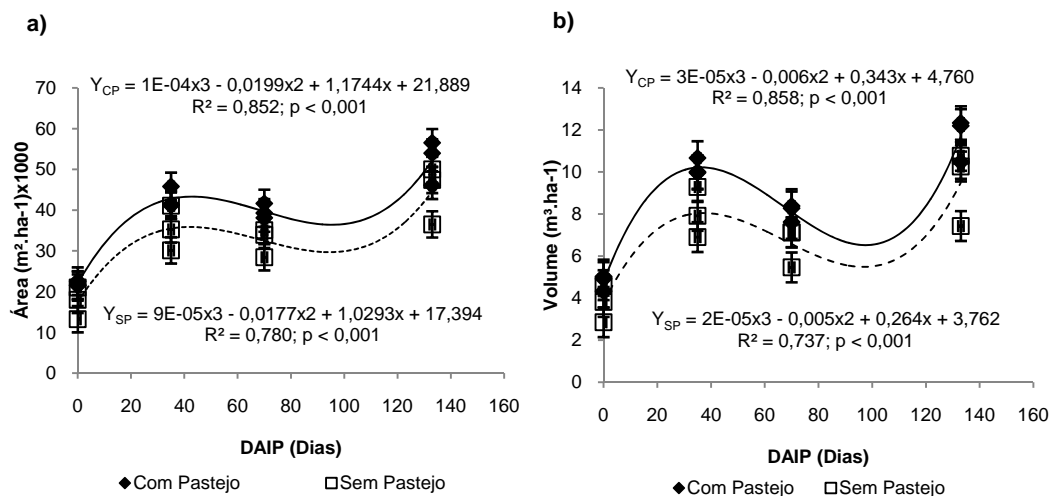 a)
Y_CP = 1E-04x3 - 0,0199x2 + 1,1744x + 21,889
R² = 0,852; p < 0,001
70
60
50
40
30
20
10
0
Área (m².ha-1)x1000
Y_SP = 9E-05x3 - 0,0177x2 + 1,0293x + 17,394
R² = 0,780; p < 0,001
0 20 40 60 80 100 120 140 160
DAIP (Dias)
Com Pastejo Sem Pastejo
b)
Y_CP = 3E-05x3 - 0,006x2 + 0,343x + 4,760
R² = 0,858; p < 0,001
14
12
10
8
6
4
2
0
Volume (m³.ha-1)
Y_SP = 2E-05x3 - 0,005x2 + 0,264x + 3,762
R² = 0,737; p < 0,001
0 20 40 60 80 100 120 140 160
DAIP (Dias)
Com Pastejo Sem Pastejo